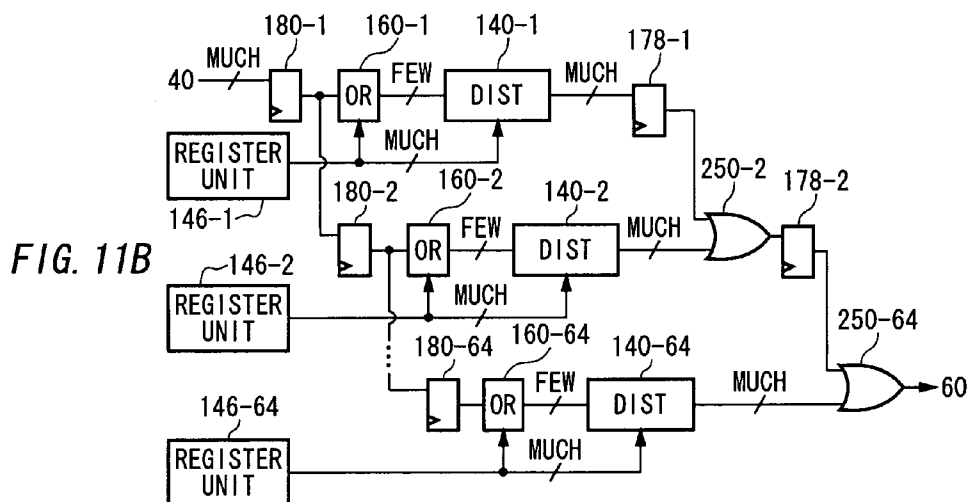 180-1 160-1 140-1 178-1
MUCH FEW MUCH
40 OR DIST
REGISTER UNIT MUCH
146-1 180-2 160-2 140-2 250-2 178-2
FIG. 11B
146-2 OR FEW DIST MUCH
REGISTER UNIT MUCH
180-64 160-64 140-64 250-64
146-64 OR FEW DIST MUCH 60
REGISTER UNIT MUCH